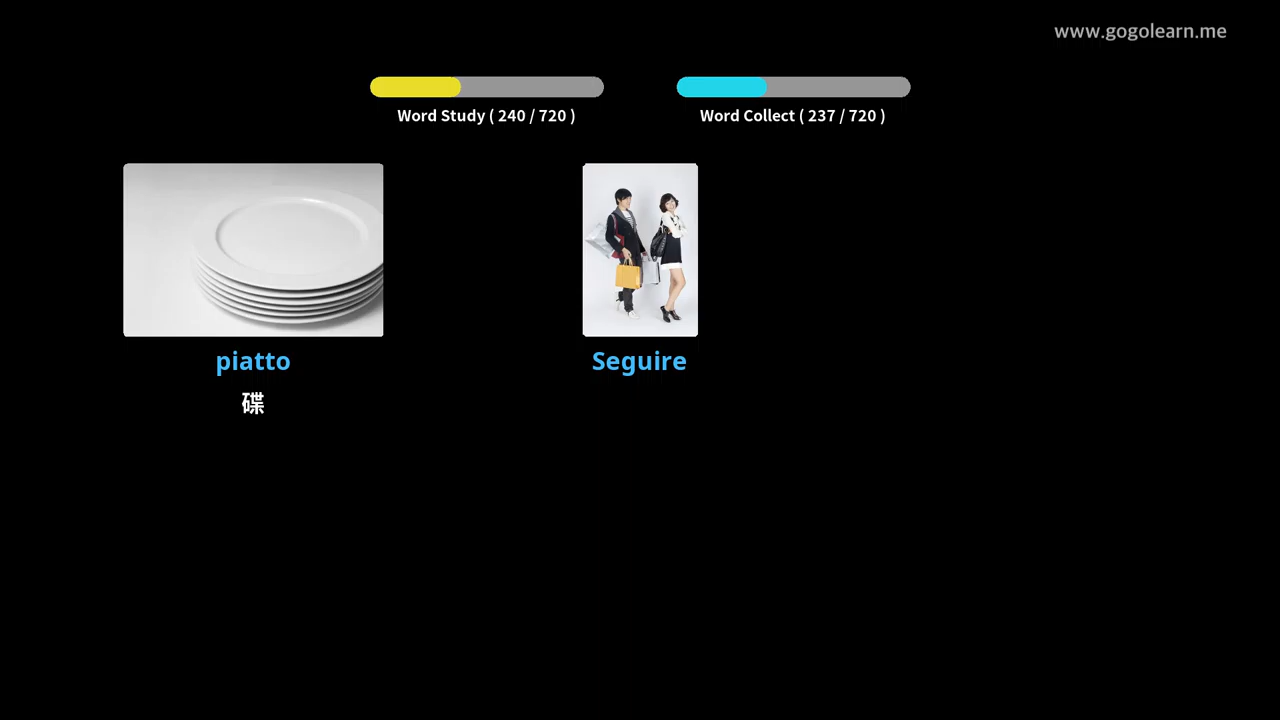 www.gogolearn.me
Word Study ( 240 / 720 )
Word Collect ( 237 / 720 )
piatto
Seguire
碟